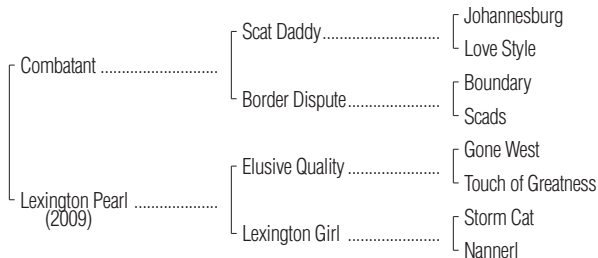 Combatant ............................
Lexington Pearl ....................
(2009)
Scat Daddy............................
Border Dispute......................
Elusive Quality ......................
Lexington Girl ......................
Johannesburg
Love Style
Boundary
Scads
Gone West
Touch of Greatness
Storm Cat
Nannerl